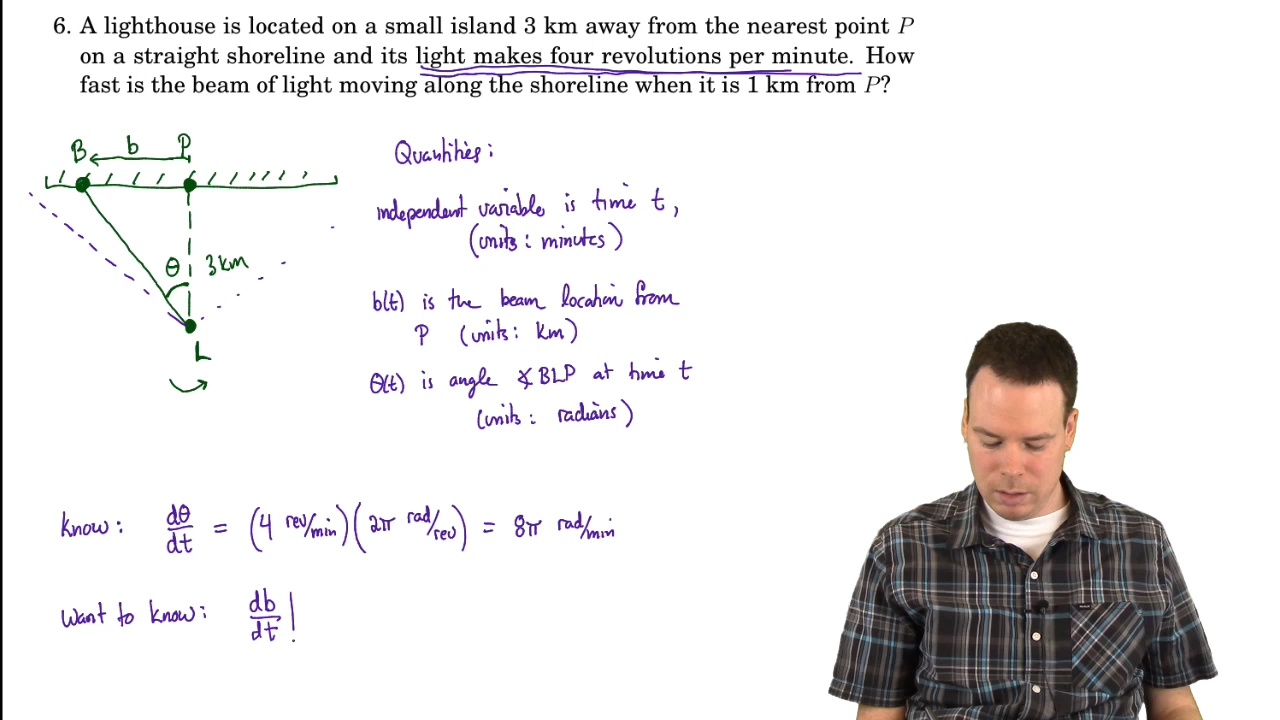 6. A lighthouse is located on a small island 3 km away from the nearest point P
on a straight shoreline and its light makes four revolutions per minute. How
fast is the beam of light moving along the shoreline when it is 1 km from P?
B b P
θ 3km
L
Quantities:
independent variable is time t,
(units: minutes)
b(t) is the beam location from
P (units: km)
θ(t) is angle ∡BLP at time t
(units: radians)
Know: dθ/dt = (4 rev/min)(2π rad/rev) = 8π rad/min
Want to know: db/dt |